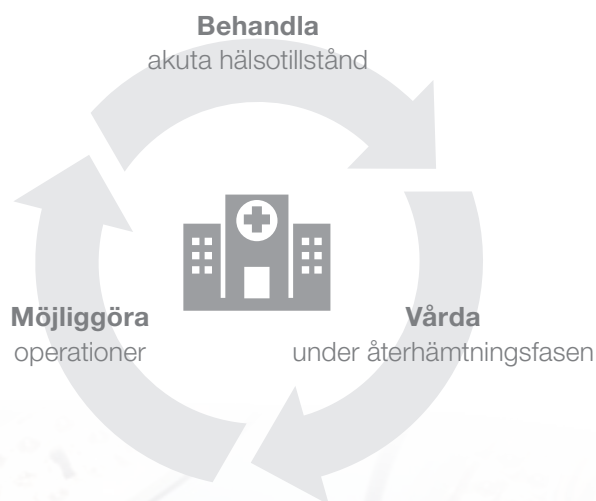 Behandla
akuta hälsotillstånd
Vårda
under återhämtningsfasen
Möjliggöra
operationer